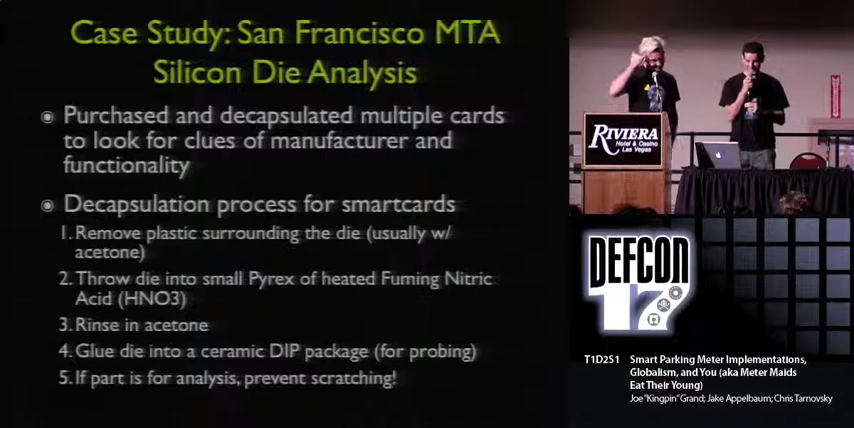 Case Study: San Francisco MTA
Silicon Die Analysis
Purchased and decapsulated multiple cards
to look for clues of manufacturer and
functionality
Decapsulation process for smartcards
1. Remove plastic surrounding the die (usually w/
acetone)
2. Throw die into small Pyrex of heated Fuming Nitric
Acid (HNO3)
3. Rinse in acetone
4. Glue die into a ceramic DIP package (for probing)
5. If part is for analysis, prevent scratching!
RIVIERA
Hotel & Casino
Las Vegas
DEFCON
17
T1D2S1 Smart Parking Meter Implementations,
Globalism, and You (aka Meter Maids
Eat Their Young)
Joe "Kingpin" Grand; Jake Appelbaum; Chris Tarnovsky